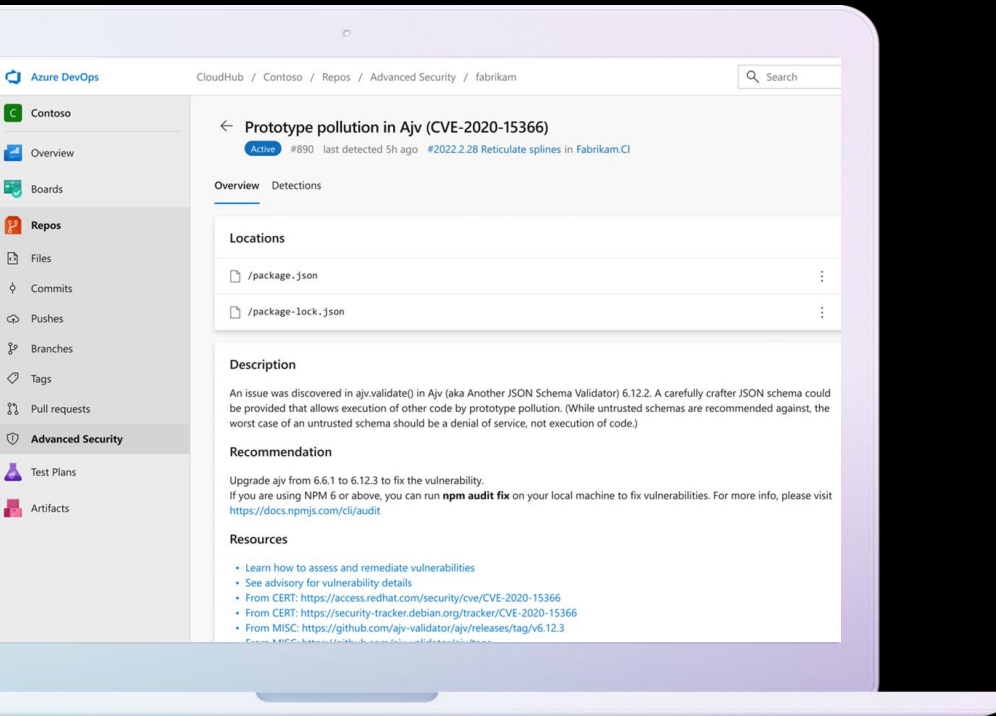 Azure DevOps
CloudHub / Contoso / Repos / Advanced Security / fabrikam
Search
C Contoso
Overview
Boards
Repos
Files
Commits
Pushes
Branches
Tags
Pull requests
Advanced Security
Test Plans
Artifacts
Prototype pollution in Ajv (CVE-2020-15366)
Active #890 last detected 5h ago #2022.2.28 Reticulate splines in Fabrikam.CI
Overview Detections
Locations
/package.json
/package-lock.json
Description
An issue was discovered in ajv.validate() in Ajv (aka Another JSON Schema Validator) 6.12.2. A carefully crafter JSON schema could
be provided that allows execution of other code by prototype pollution. (While untrusted schemas are recommended against, the
worst case of an untrusted schema should be a denial of service, not execution of code.)
Recommendation
Upgrade ajv from 6.6.1 to 6.12.3 to fix the vulnerability.
If you are using NPM 6 or above, you can run npm audit fix on your local machine to fix vulnerabilities. For more info, please visit
https://docs.npmjs.com/cli/audit
Resources
• Learn how to assess and remediate vulnerabilities
• See advisory for vulnerability details
• From CERT: https://access.redhat.com/security/cve/CVE-2020-15366
• From CERT: https://security-tracker.debian.org/tracker/CVE-2020-15366
• From MISC: https://github.com/ajv-validator/ajv/releases/tag/v6.12.3